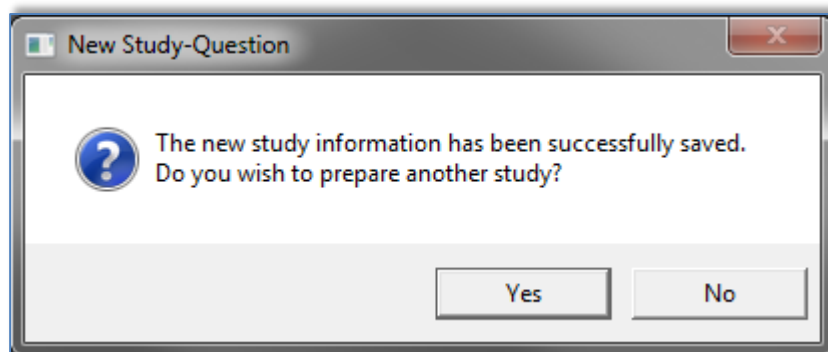 New Study-Question
The new study information has been successfully saved.
Do you wish to prepare another study?
Yes
No